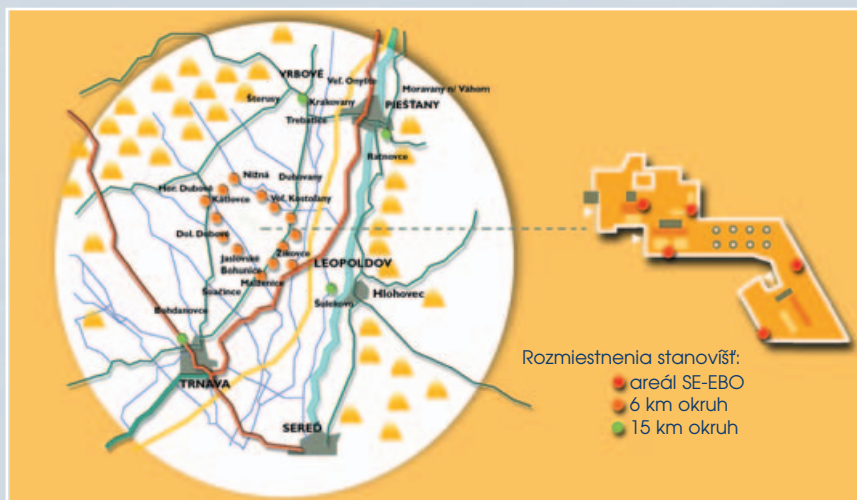 VRBOVÉ
Veľ. Orvište
Moravany n/ Váhom
Šterusy
Krakovany
PIEŠŤANY
Trebatice
Ratnovce
Nižná
Dubovany
Hor. Dubové
Kátlovce
Veľ. Kostoľany
Dol. Dubové
Žlkovce
Jaslovské
Bohunice
LEOPOLDOV
Malženice
Hlohovec
Špačince
Šulekovo
Bohdanovce
TRNAVA
SEREĎ
Rozmiestnenia stanovíšť:
areál SE-EBO
6 km okruh
15 km okruh